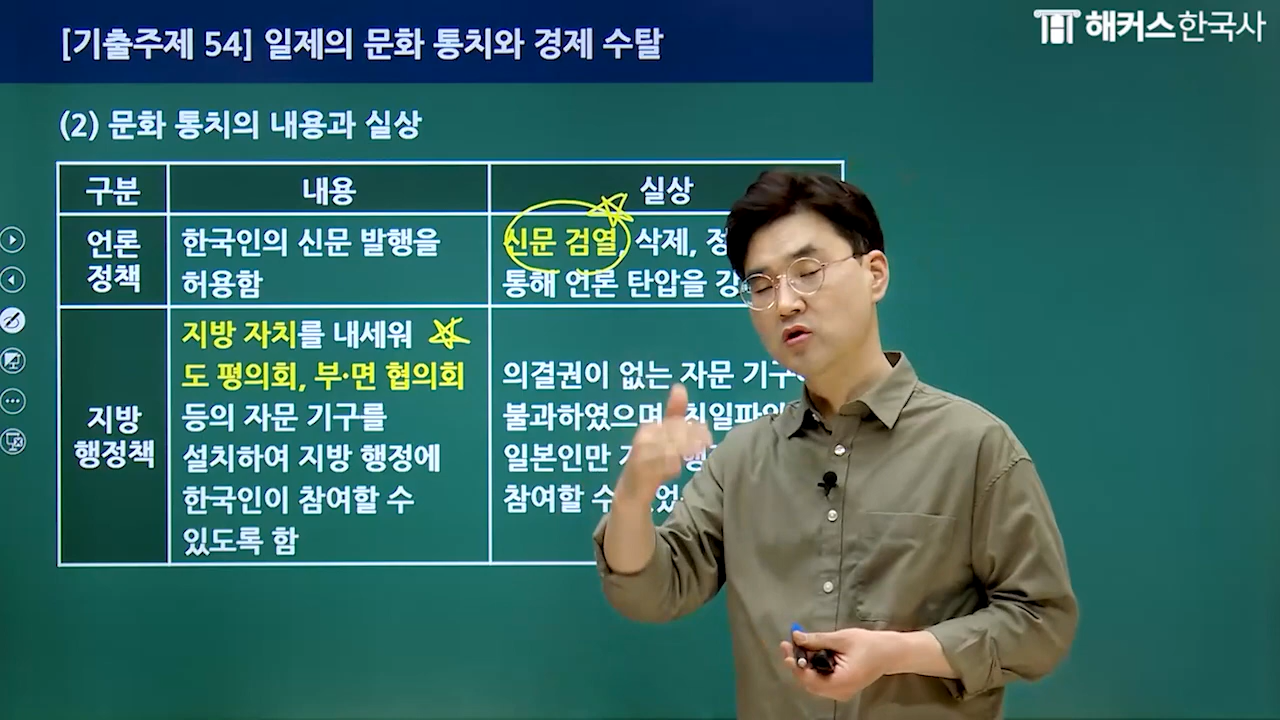 [기출주제 54] 일제의 문화 통치와 경제 수탈
해커스한국사
(2) 문화 통치의 내용과 실상
구분
내용
실상
언론
정책
한국인의 신문 발행을
허용함
신문 검열, 삭제,
통해 언론 탄압을
지방
행정책
지방 자치를 내세워
도 평의회, 부·면 협의회
등의 자문 기구를
설치하여 지방 행정에
한국인이 참여할 수
있도록 함
의결권이 없는 자문
불과하였으며
일본인만
참여할 수